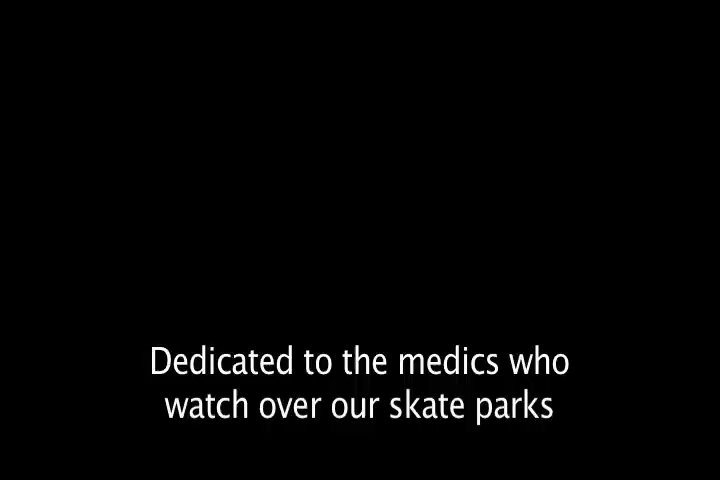 Dedicated to the medics who
watch over our skate parks